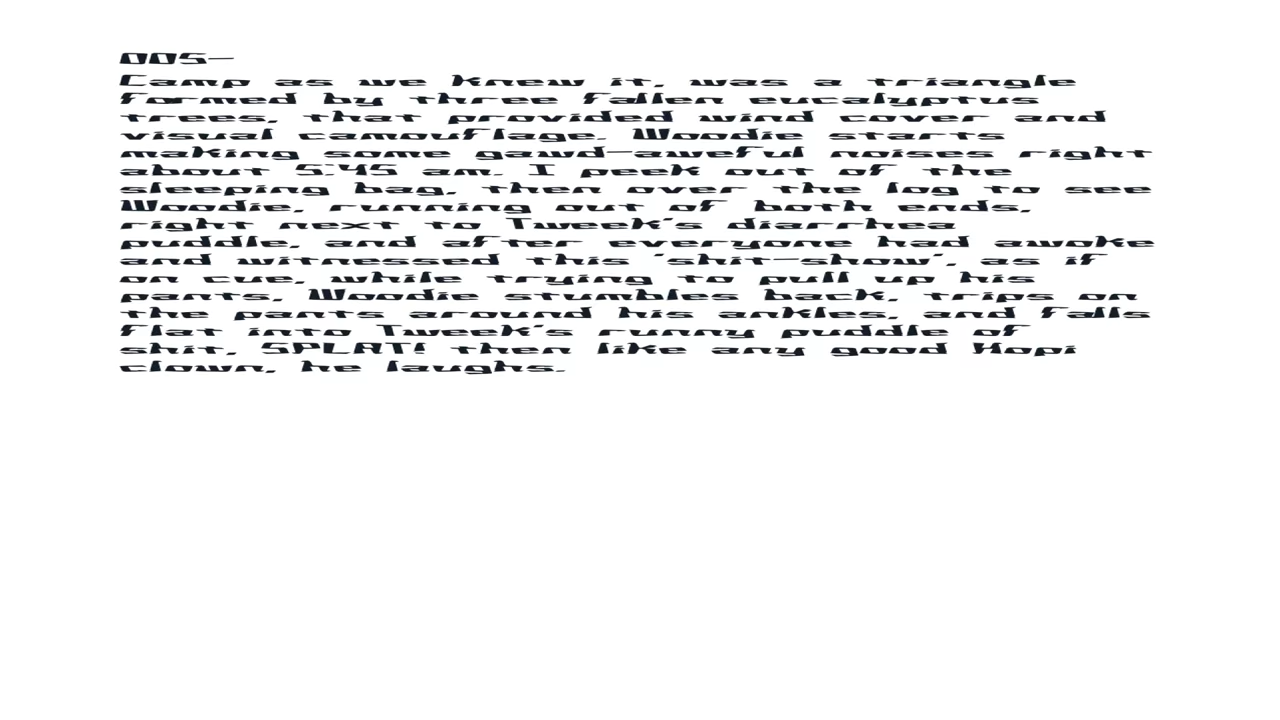 005—
Camp as we knew it, was a triangle
formed by three fallen eucalyptus
trees, that provided wind cover and
visual camouflage. Woodie starts
making some gawd-aweful noises right
about 5:45 am. I peek out of the
sleeping bag, then over the log to see
Woodie, running out of both ends,
right next to Tweek's diarrhea
puddle, and after everyone had awoke
and witnessed this 'shit-show', as if
on cue, while trying to pull up his
pants, Woodie stumbles back, trips on
the pants around his ankles, and falls
flat into Tweek's runny puddle of
shit, SPLAT! then like any good Hopi
clown, he laughs.